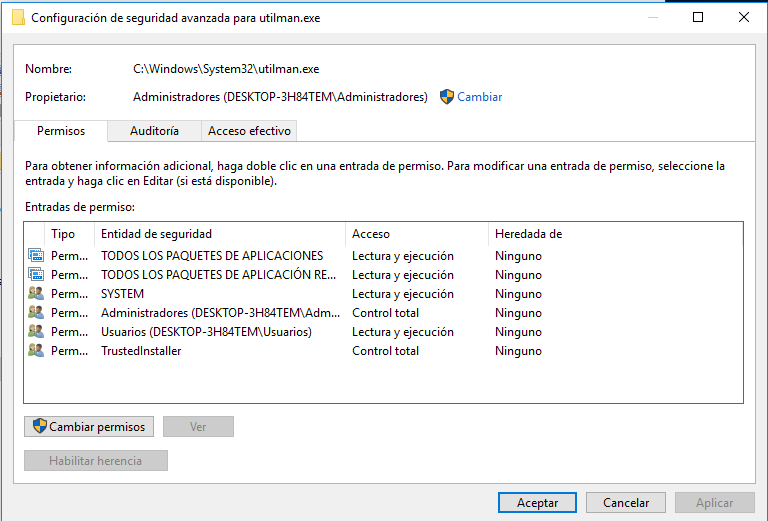 Configuración de seguridad avanzada para utilman.exe
Nombre: C:\Windows\System32\utilman.exe
Propietario: Administradores (DESKTOP-3H84TEM\Administradores) Cambiar
Permisos Auditoría Acceso efectivo
Para obtener información adicional, haga doble clic en una entrada de permiso. Para modificar una entrada de permiso, seleccione la
entrada y haga clic en Editar (si está disponible).
Entradas de permiso:
Tipo Entidad de seguridad Acceso Heredada de
Perm... TODOS LOS PAQUETES DE APLICACIONES Lectura y ejecución Ninguno
Perm... TODOS LOS PAQUETES DE APLICACIÓN RE... Lectura y ejecución Ninguno
Perm... SYSTEM Lectura y ejecución Ninguno
Perm... Administradores (DESKTOP-3H84TEM\Adm... Control total Ninguno
Perm... Usuarios (DESKTOP-3H84TEM\Usuarios) Lectura y ejecución Ninguno
Perm... TrustedInstaller Control total Ninguno
Cambiar permisos Ver
Habilitar herencia
Aceptar Cancelar Aplicar